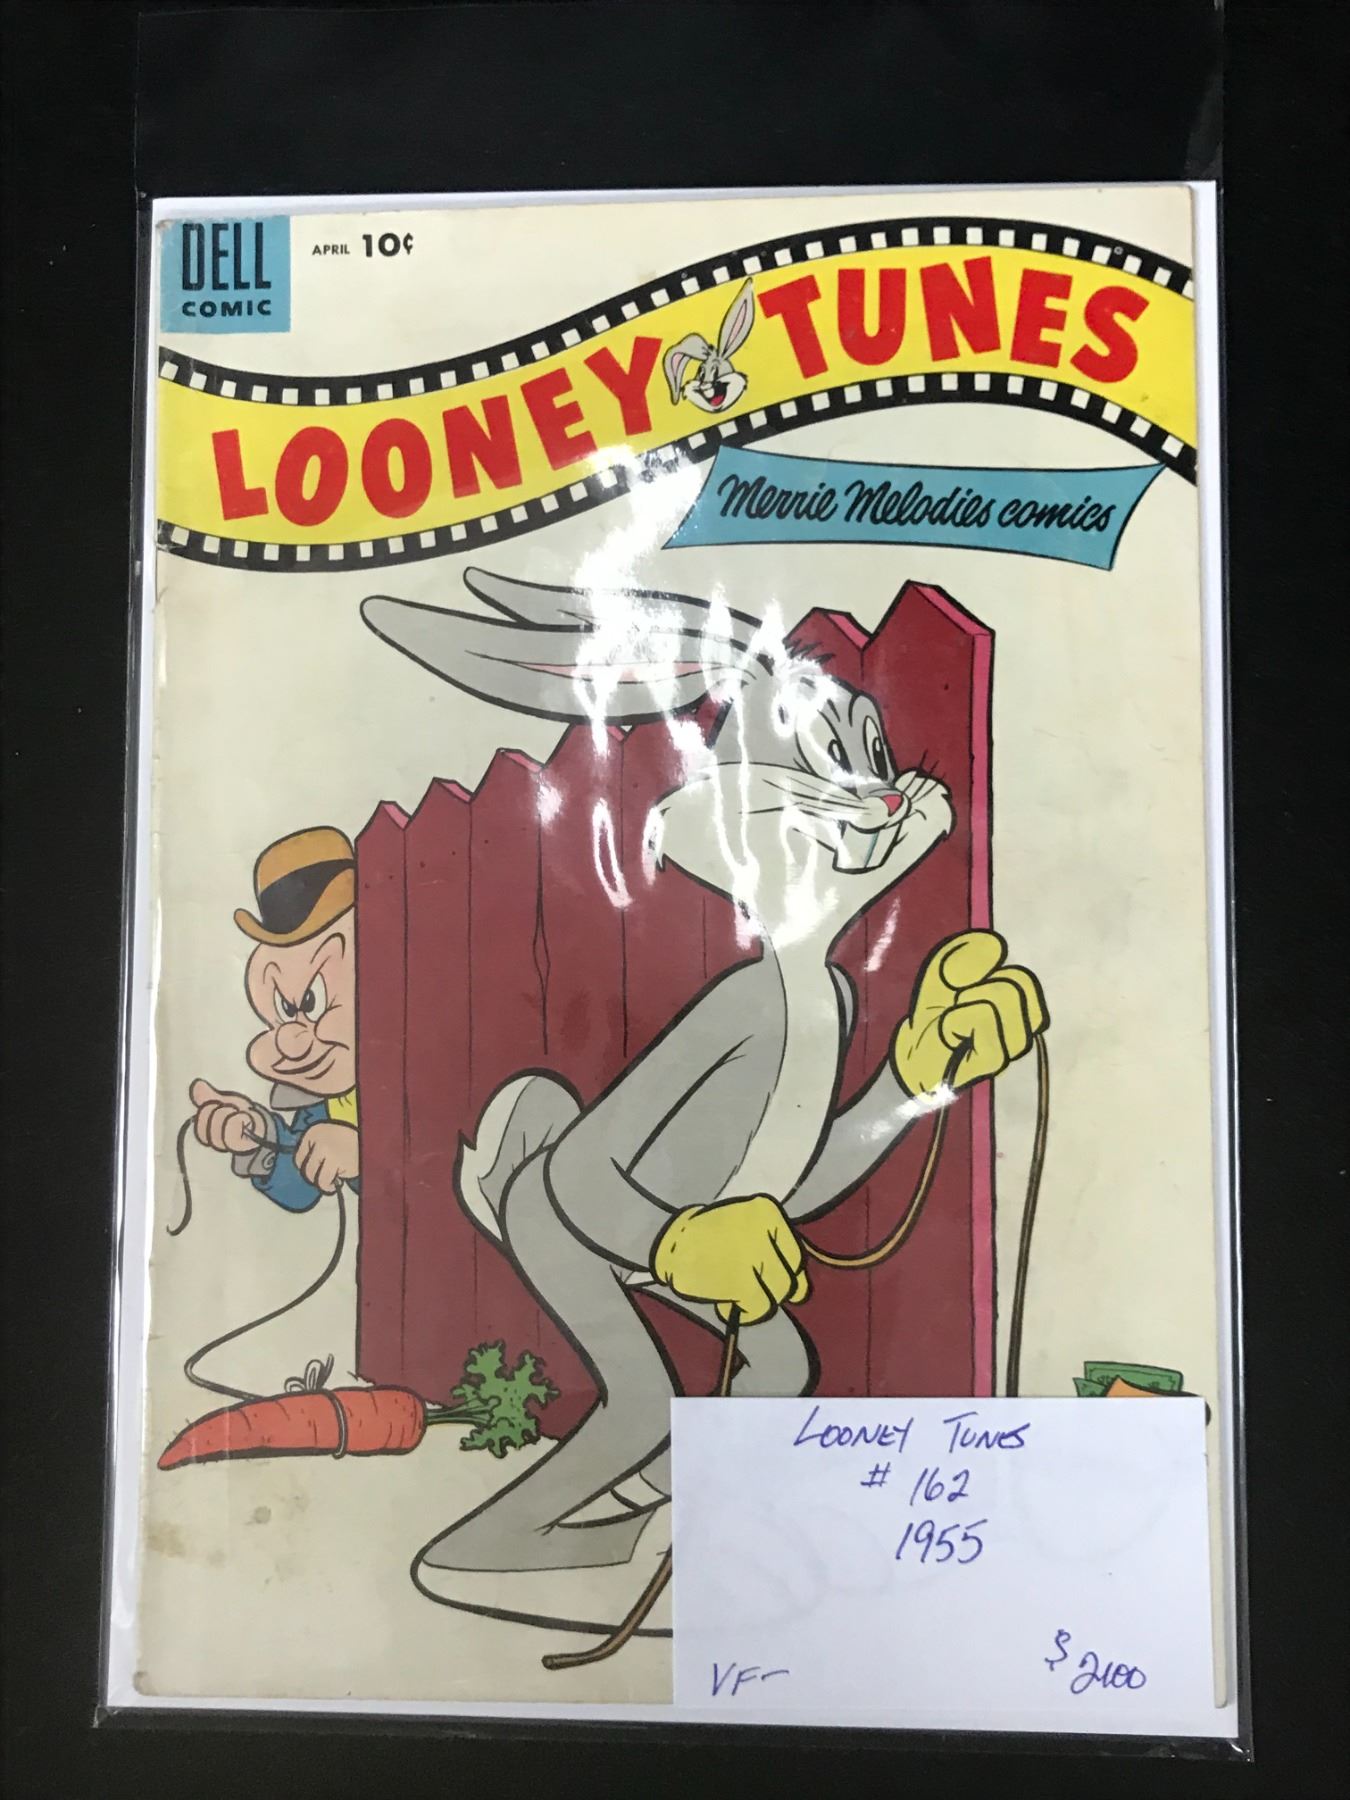 DELL
COMIC
APRIL 10¢
LOONEY TUNES
Merrie Melodies comics
LOONEY TUNES
# 162
1955
VF-
$2100